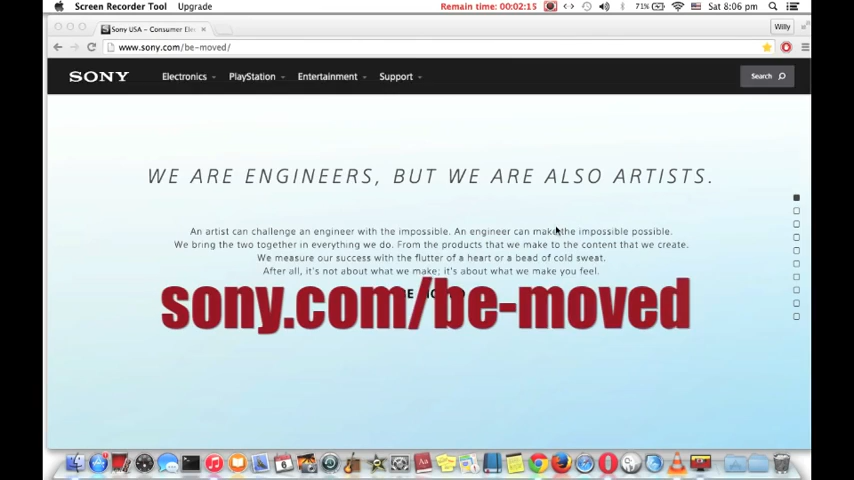 Screen Recorder Tool Upgrade Remain time: 00:02:15 71% Sat 8:06 pm
Sony USA - Consumer Ele Willy
www.sony.com/be-moved/
SONY Electronics PlayStation Entertainment Support Search
WE ARE ENGINEERS, BUT WE ARE ALSO ARTISTS.
An artist can challenge an engineer with the impossible. An engineer can make the impossible possible.
We bring the two together in everything we do. From the products that we make to the content that we create.
We measure our success with the flutter of a heart or a bead of cold sweat.
After all, it's not about what we make; it's about what we make you feel.
sony.com/be-moved